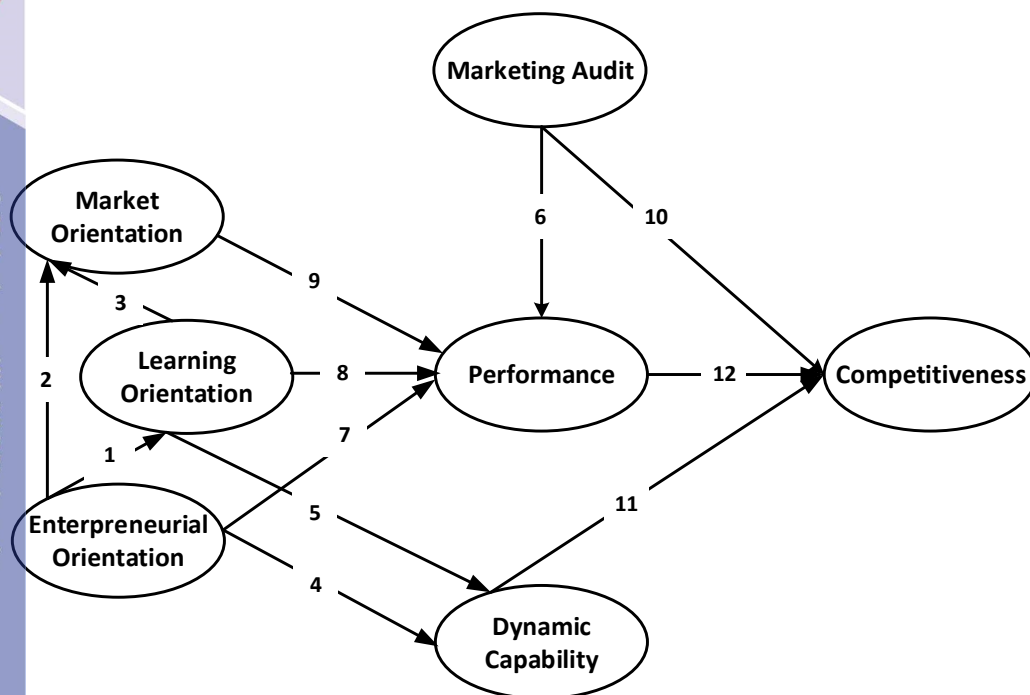 Marketing Audit
Market
Orientation
6
10
9
3
Learning
Orientation
8
Performance
12
Competitiveness
2
7
1
5
11
Enterpreneurial
Orientation
4
Dynamic
Capability